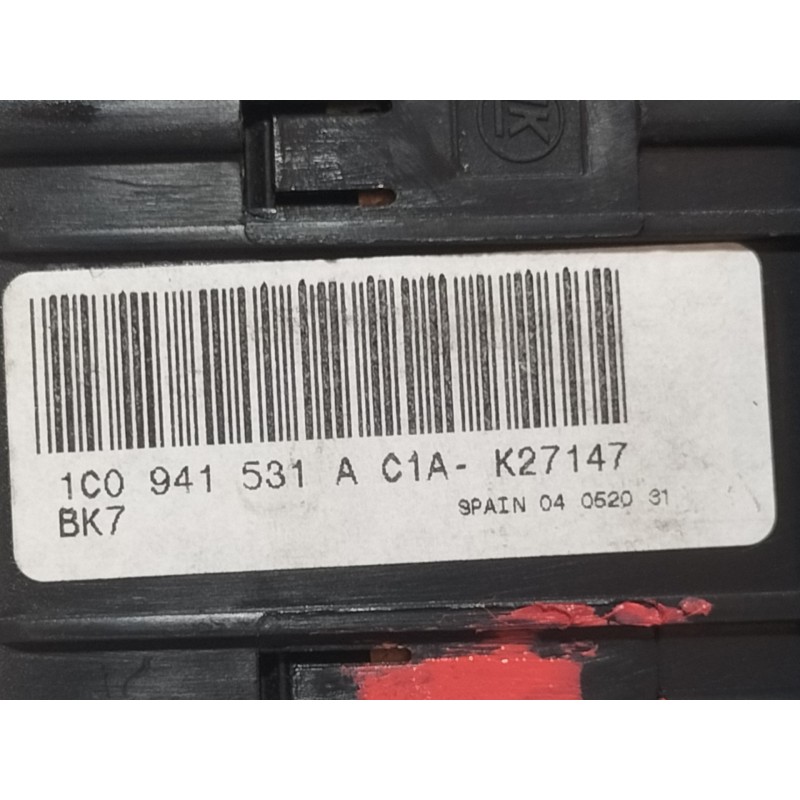 K
1C0 941 531 A C1A- K27147
BK7
SPAIN 04 0520 31